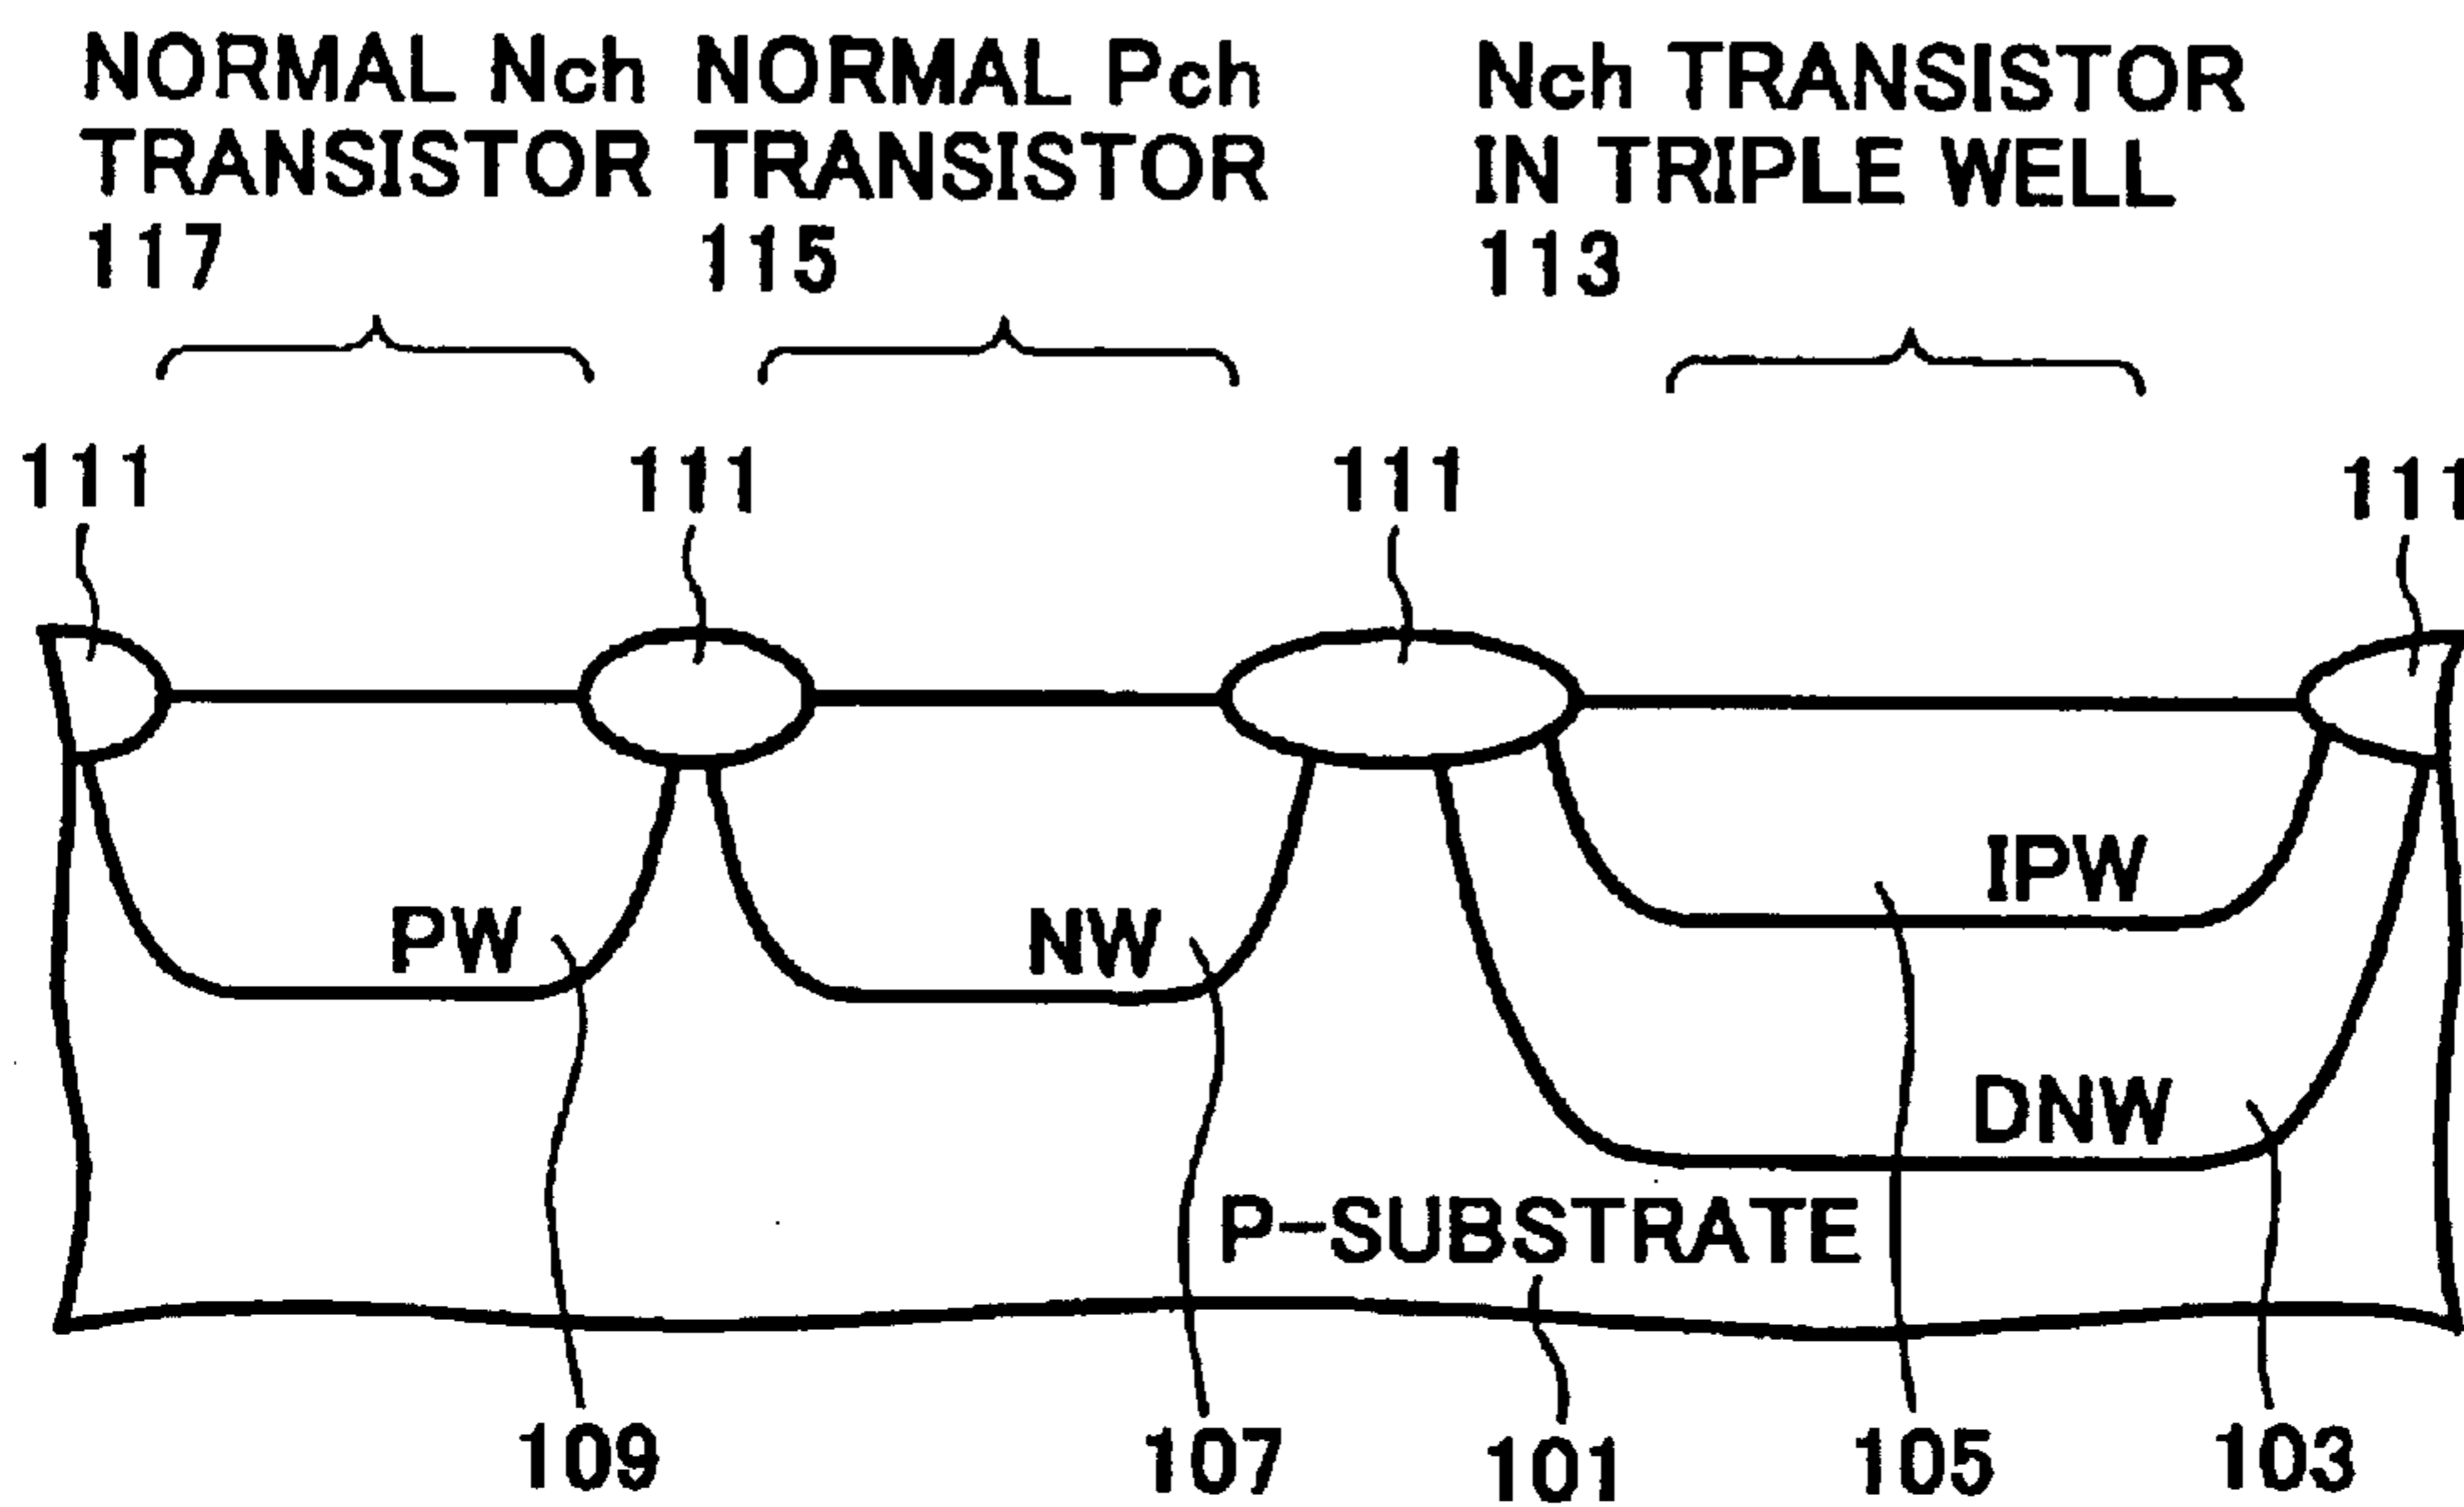 NORMAL Nch
TRANSISTOR
117
NORMAL Pch
TRANSISTOR
115
Nch TRANSISTOR
IN TRIPLE WELL
113
111
111
111
111
IPW
PW
NW
DNW
P-SUBSTRATE
109
107
101
105
103